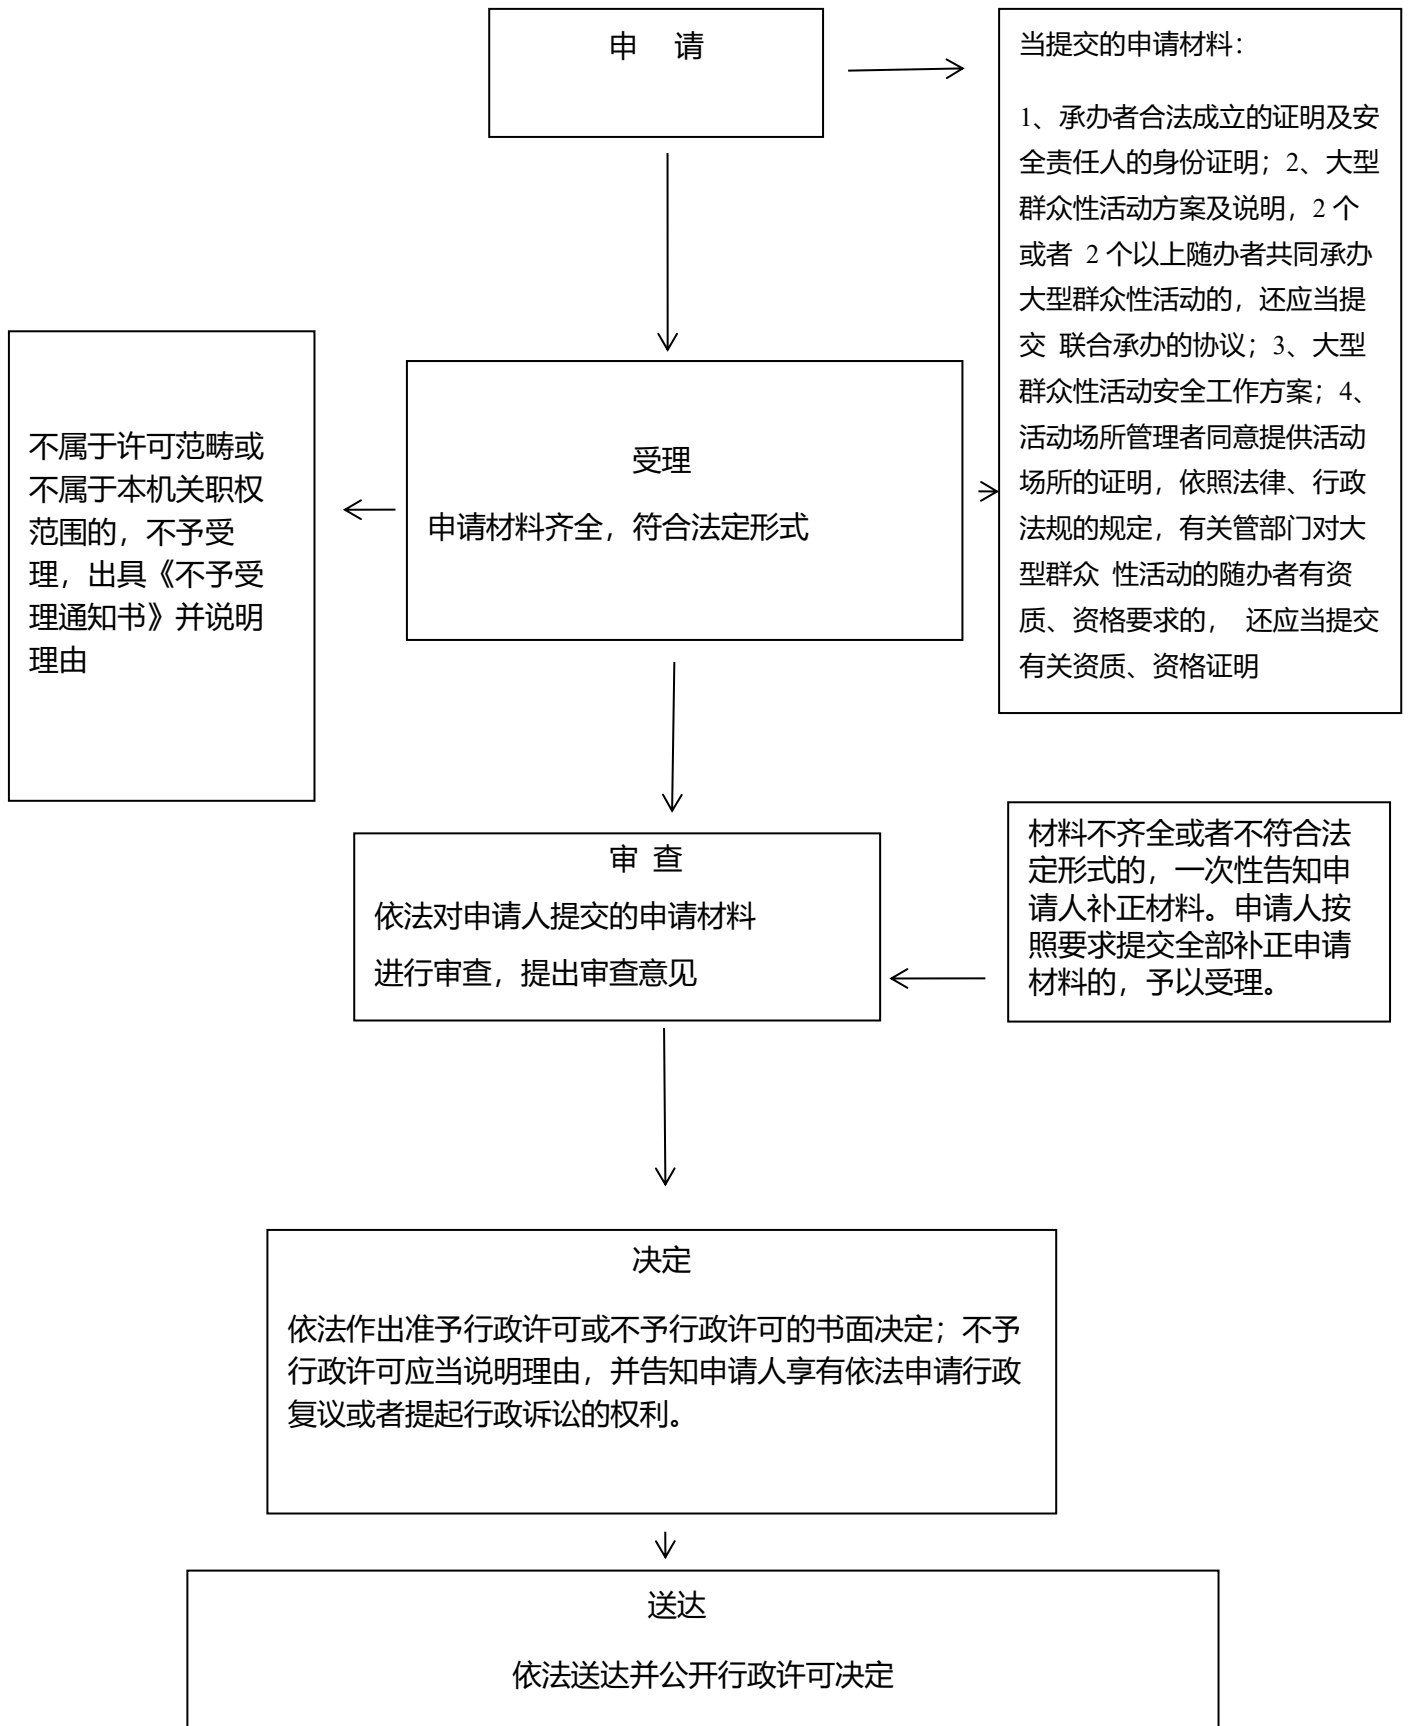 申 请
当提交的申请材料：
1、承办者合法成立的证明及安
全责任人的身份证明；2、大型
群众性活动方案及说明，2 个
或者 2 个以上随办者共同承办
大型群众性活动的，还应当提
交 联合承办的协议；3、大型
群众性活动安全工作方案；4、
活动场所管理者同意提供活动
场所的证明，依照法律、行政
法规的规定，有关管部门对大
型群众 性活动的随办者有资
质、资格要求的， 还应当提交
有关资质、资格证明
受理
申请材料齐全，符合法定形式
不属于许可范畴或
不属于本机关职权
范围的，不予受
理，出具《不予受
理通知书》并说明
理由
材料不齐全或者不符合法
定形式的，一次性告知申
请人补正材料。申请人按
照要求提交全部补正申请
材料的，予以受理。
审 查
依法对申请人提交的申请材料
进行审查，提出审查意见
决定
依法作出准予行政许可或不予行政许可的书面决定；不予
行政许可应当说明理由，并告知申请人享有依法申请行政
复议或者提起行政诉讼的权利。
送达
依法送达并公开行政许可决定